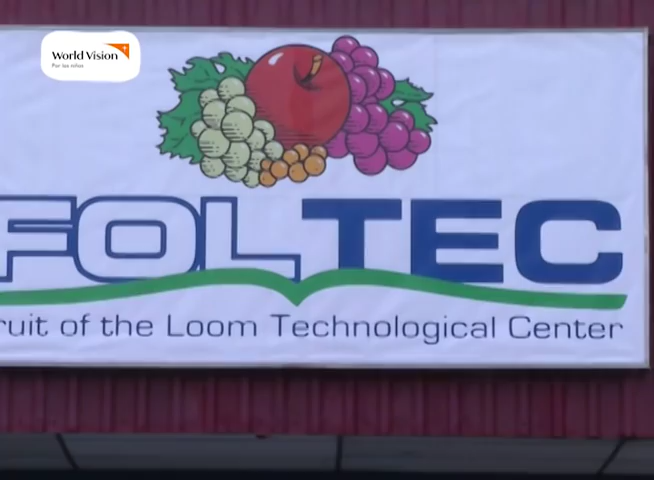 World Vision
Por los niños
FOLTEC
ruit of the Loom Technological Center